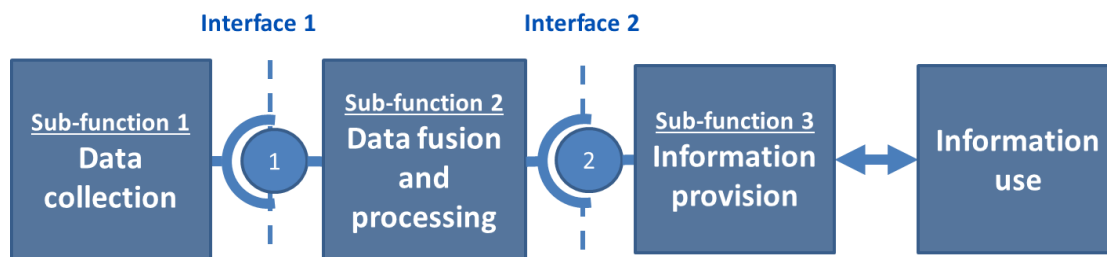 Interface 1
Interface 2
Sub-function 1
Data
collection
1
Sub-function 2
Data fusion
and
processing
2
Sub-function 3
Information
provision
Information
use